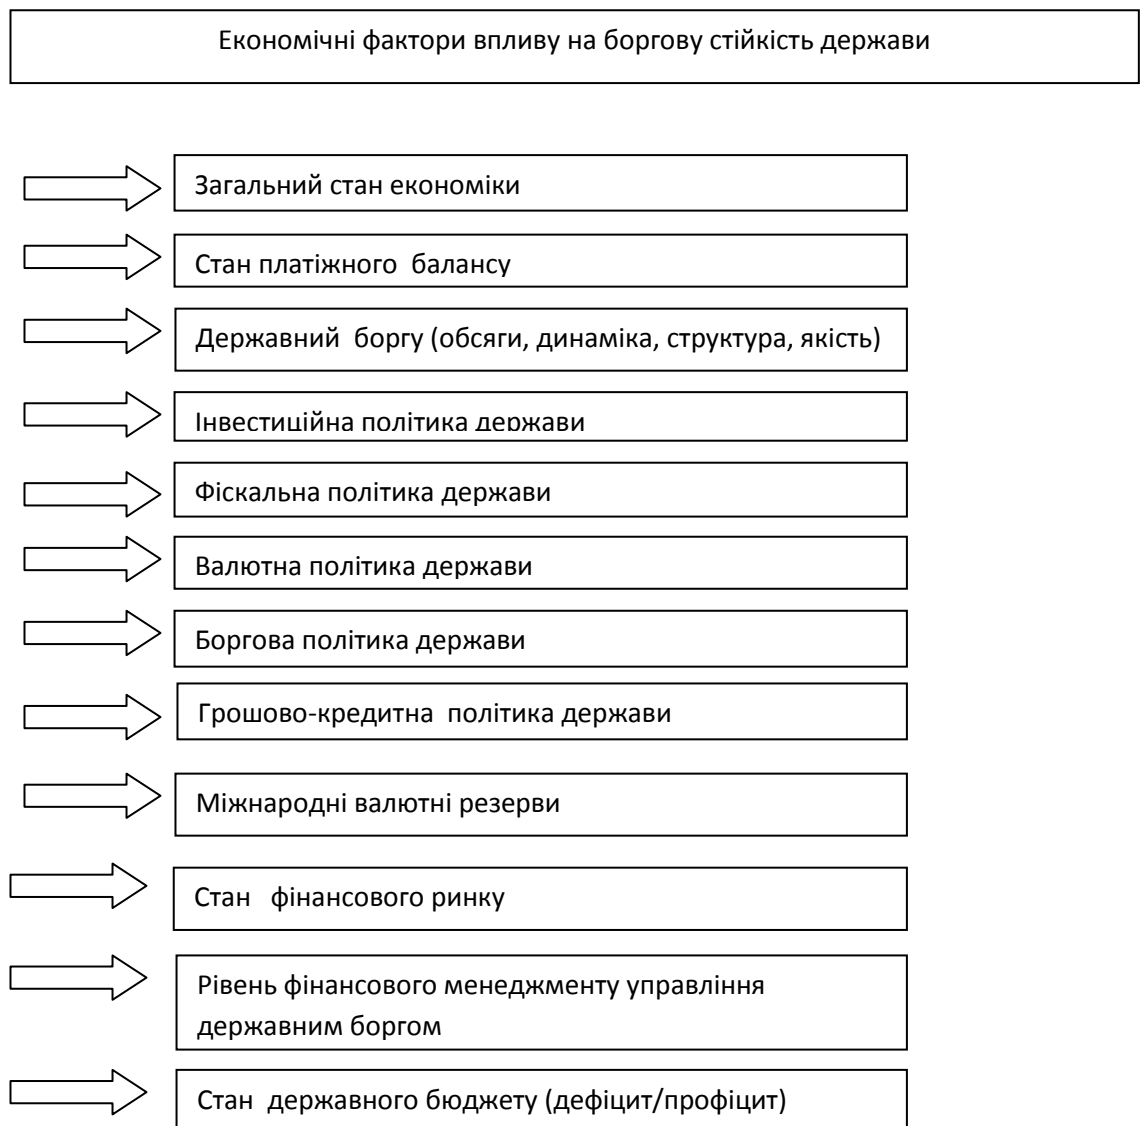 Економічні фактори впливу на боргову стійкість держави
Загальний стан економіки
Стан платіжного балансу
Державний боргу (обсяги, динаміка, структура, якість)
Інвестиційна політика держави
Фіскальна політика держави
Валютна політика держави
Боргова політика держави
Грошово-кредитна політика держави
Міжнародні валютні резерви
Стан фінансового ринку
Рівень фінансового менеджменту управління
державним боргом
Стан державного бюджету (дефіцит/профіцит)